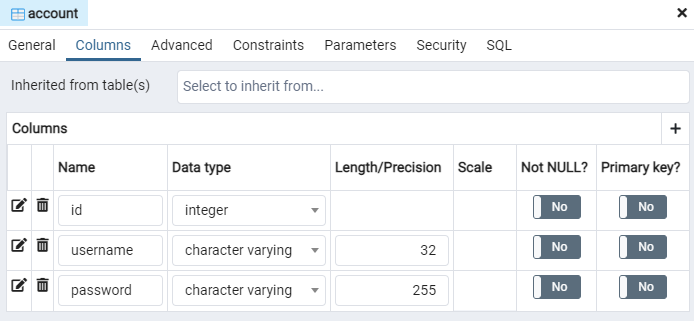 account
General Columns Advanced Constraints Parameters Security SQL
Inherited from table(s) Select to inherit from...
Columns
Name Data type Length/Precision Scale Not NULL? Primary key?
id integer No No
username character varying 32 No No
password character varying 255 No No